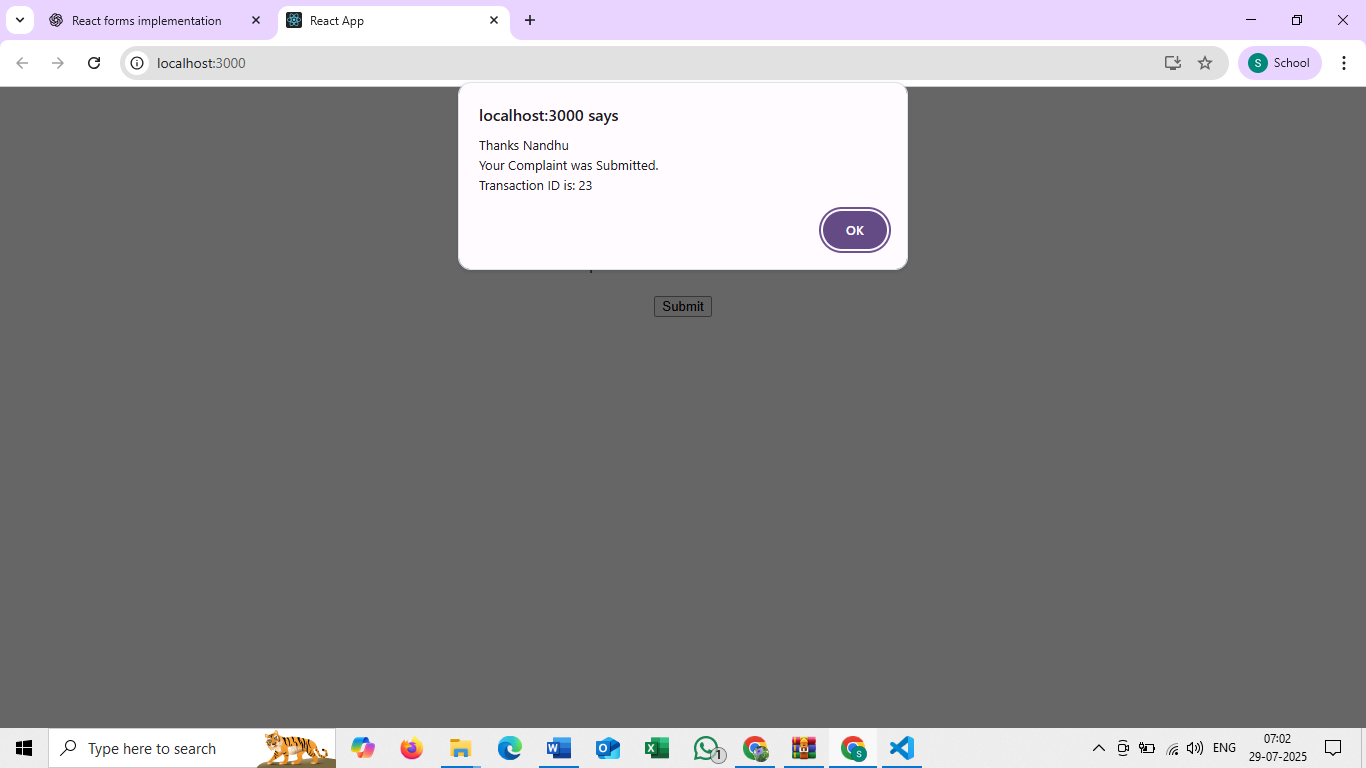 React forms implementation
React App
localhost:3000
S
School
localhost:3000 says
Thanks Nandhu
Your Complaint was Submitted.
Transaction ID is: 23
OK
Submit
Type here to search
1
S
ENG
07:02
29-07-2025